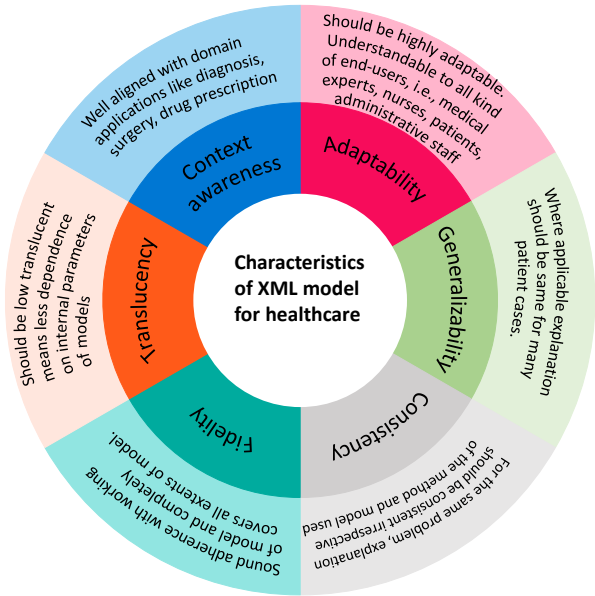 Characteristics
of XML model
for healthcare
Adaptability
Should be highly adaptable.
Understandable to all kind
of end-users, i.e., medical
experts, nurses, patients,
administrative staff
Generalizability
Where applicable explanation
should be same for many
patient cases.
Consistency
For the same problem, explanation
should be consistent irrespective
of the method and model used
Fidelity
Sound adherence with working
of model and completely
covers all extents of model.
Translucency
Should be low translucent
means less dependence
on internal parameters
of models
Context
awareness
Well aligned with domain
applications like diagnosis,
surgery, drug prescription